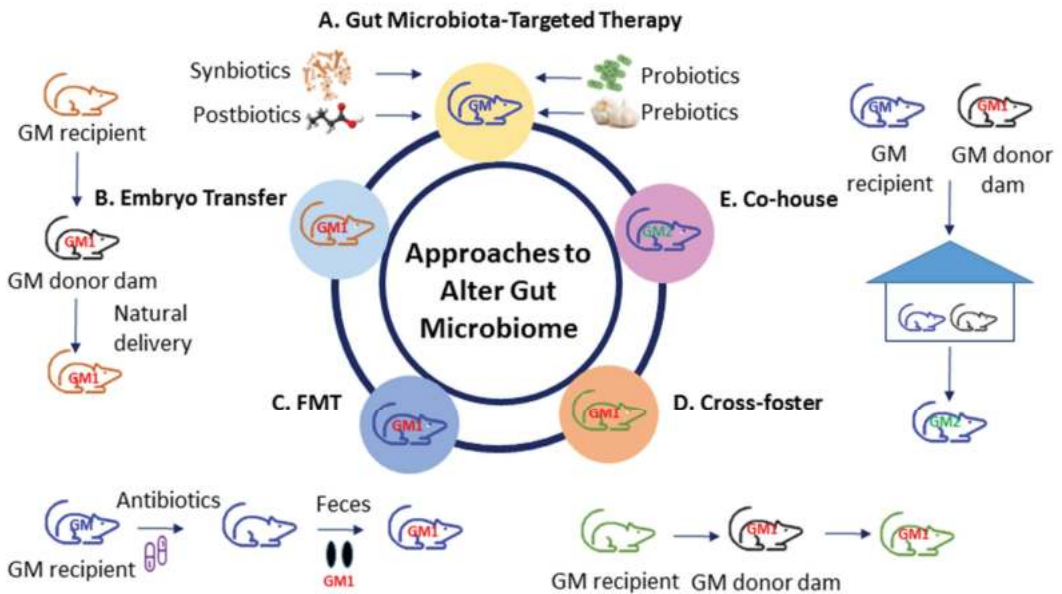 A. Gut Microbiota-Targeted Therapy
Synbiotics
Postbiotics
GM
Probiotics
Prebiotics
GM recipient
B. Embryo Transfer
GM1
GM donor dam
Natural
delivery
GM1
GM1
Approaches to
Alter Gut
Microbiome
GM2
E. Co-house
GM
GM1
GM
recipient
GM donor
dam
GM2
C. FMT
GM1
GM1
D. Cross-foster
GM
GM recipient
Antibiotics
Feces
GM1
GM1
GM recipient
GM1
GM donor dam
GM1